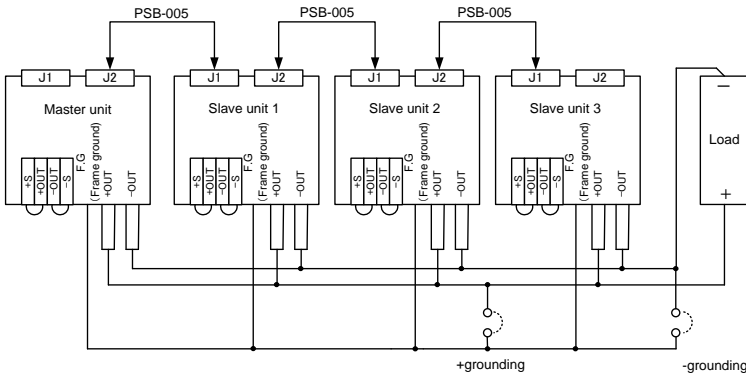 PSB-005 PSB-005 PSB-005
J1 J2 J1 J2 J1 J2 J1 J2
Master unit Slave unit 1 Slave unit 2 Slave unit 3
−
Load
+
+S
+OUT
−OUT
−S
F.G
(Frame ground)
+OUT
−OUT
+S
+OUT
−OUT
−S
F.G
(Frame ground)
+OUT
−OUT
+S
+OUT
−OUT
−S
F.G
(Frame ground)
+OUT
−OUT
+S
+OUT
−OUT
−S
F.G
(Frame ground)
+OUT
−OUT
+grounding -grounding